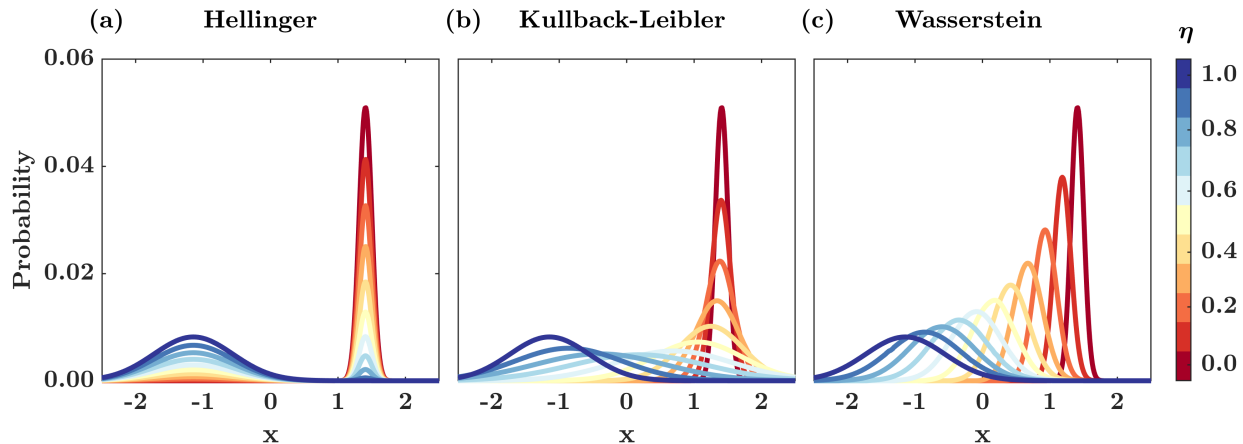 (a) Hellinger (b) Kullback-Leibler (c) Wasserstein
η
0.06
0.04
0.02
0.00
Probability
-2 -1 0 1 2
x
-2 -1 0 1 2
x
-2 -1 0 1 2
x
1.0
0.8
0.6
0.4
0.2
0.0